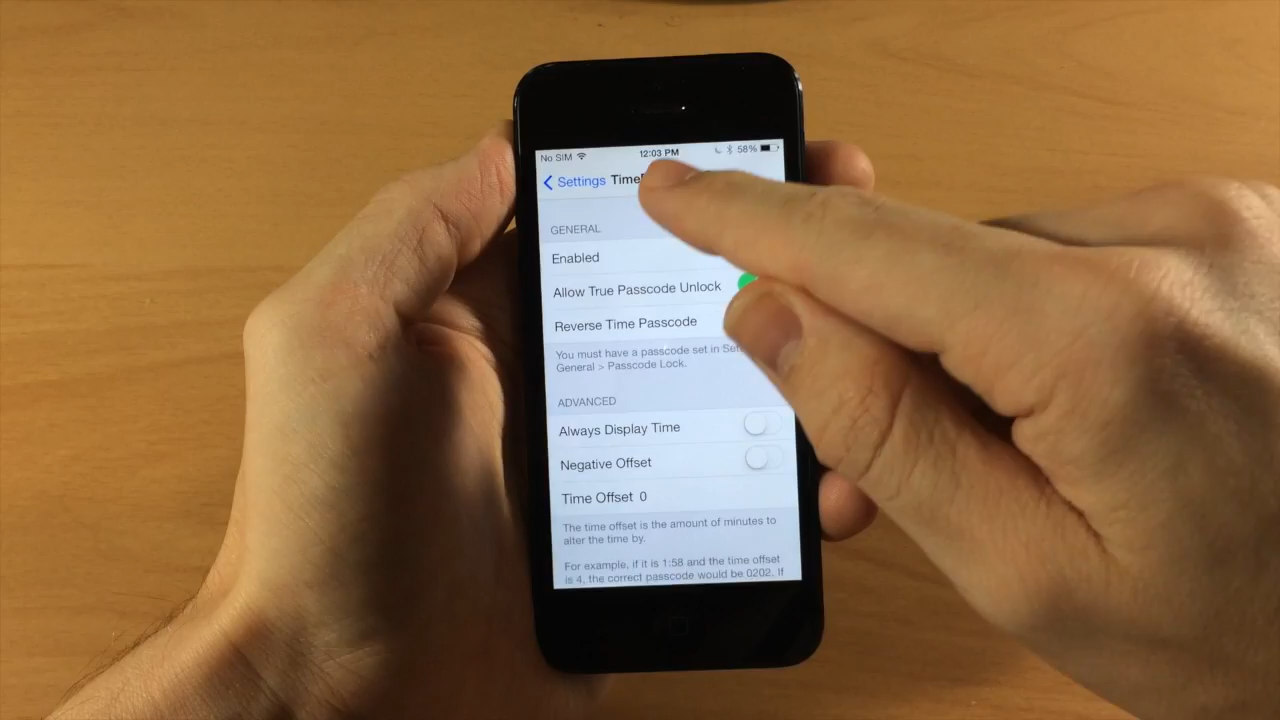 No SIM 12:03 PM 58%
Settings
GENERAL
Enabled
Allow True Passcode Unlock
Reverse Time Passcode
You must have a passcode set in
General > Passcode Lock.
ADVANCED
Always Display Time
Negative Offset
Time Offset 0
The time offset is the amount of minutes to
alter the time by.
For example, if it is 1:58 and the time offset
is 4, the correct passcode would be 0202. If